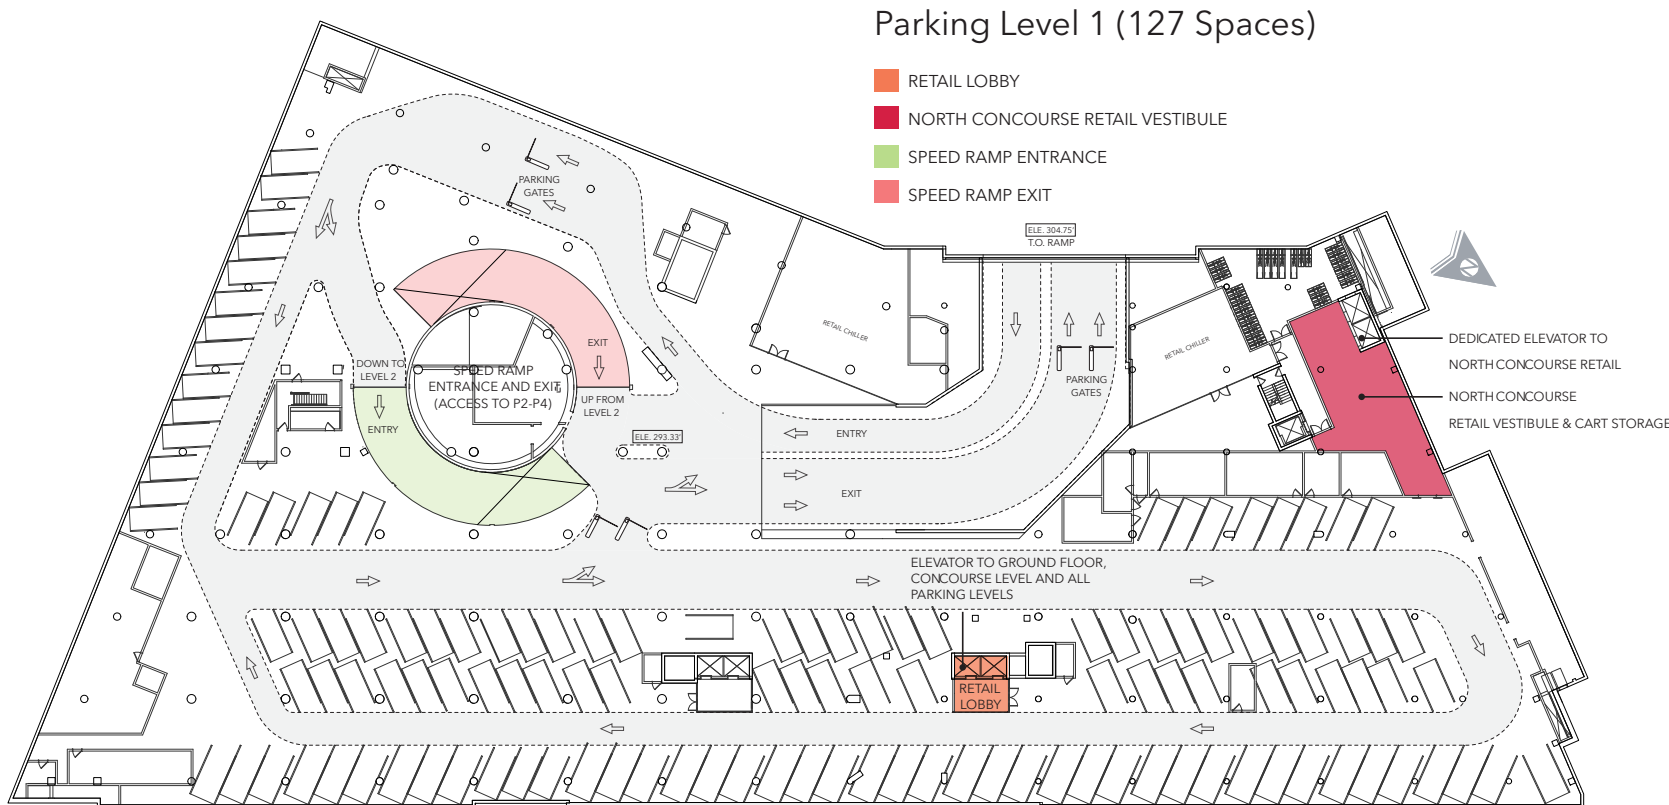 Parking Level 1 (127 Spaces)
RETAIL LOBBY
NORTH CONCOURSE RETAIL VESTIBULE
SPEED RAMP ENTRANCE
SPEED RAMP EXIT
PARKING
GATES
ELE. 304.75'
T.O. RAMP
RETAIL CHILLER
RETAIL CHILLER
DEDICATED ELEVATOR TO
NORTH CONCOURSE RETAIL
NORTH CONCOURSE
RETAIL VESTIBULE & CART STORAGE
EXIT
DOWN TO
LEVEL 2
SPEED RAMP
ENTRANCE AND EXIT
(ACCESS TO P2-P4)
UP FROM
LEVEL 2
PARKING
GATES
ENTRY
ELE. 293.33'
ENTRY
EXIT
ELEVATOR TO GROUND FLOOR,
CONCOURSE LEVEL AND ALL
PARKING LEVELS
RETAIL
LOBBY